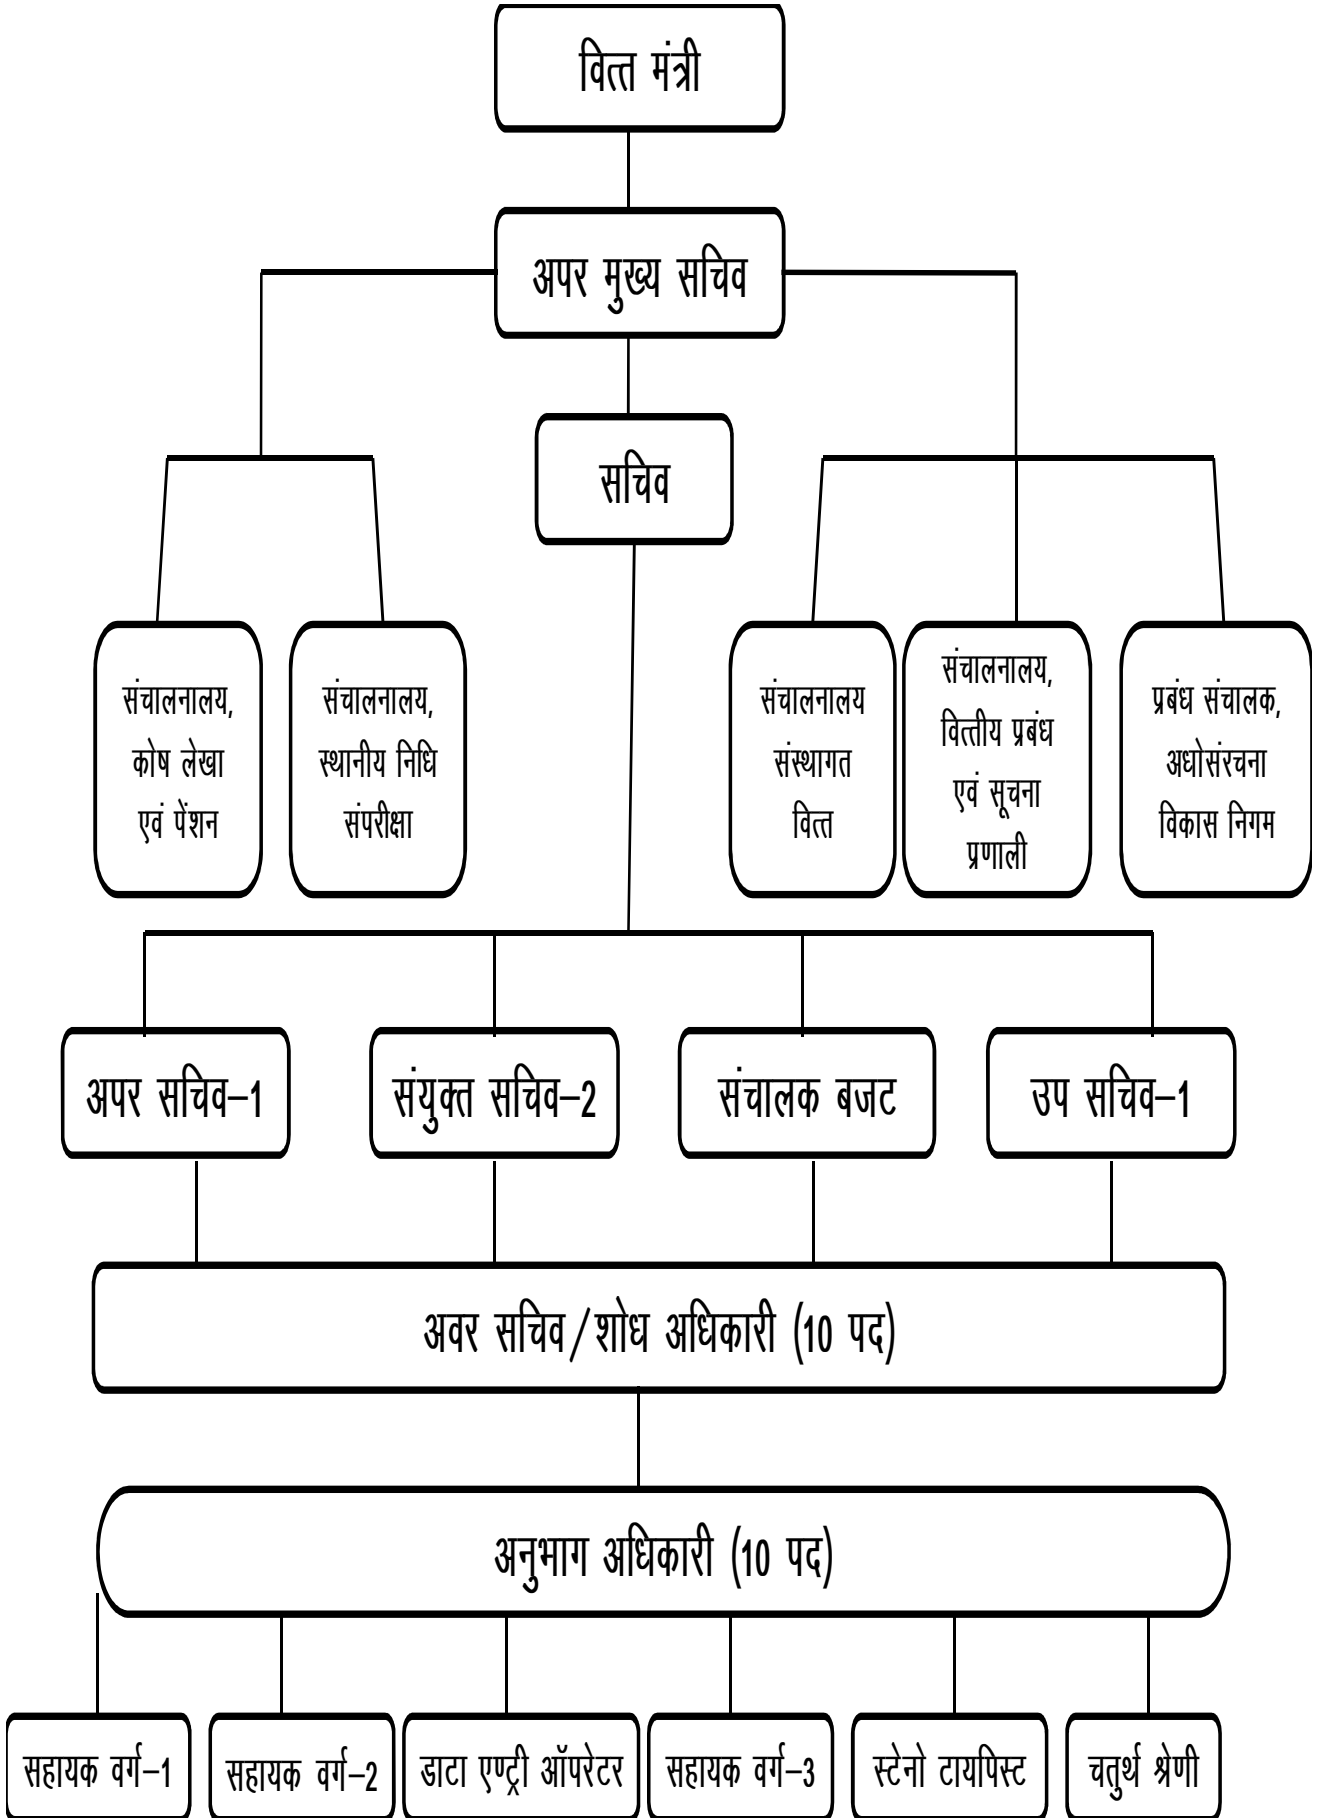 वित्त मंत्री
अपर मुख्य सचिव
सचिव
संचालनालय,
कोष लेखा
एवं पेंशन
संचालनालय,
स्थानीय निधि
संपरीक्षा
संचालनालय
संस्थागत
वित्त
संचालनालय,
वित्तीय प्रबंध
एवं सूचना
प्रणाली
प्रबंध संचालक,
अधोसंरचना
विकास निगम
अपर सचिव–1
संयुक्त सचिव–2
संचालक बजट
उप सचिव–1
अवर सचिव/शोध अधिकारी (10 पद)
अनुभाग अधिकारी (10 पद)
सहायक वर्ग–1
सहायक वर्ग–2
डाटा एण्ट्री ऑपरेटर
सहायक वर्ग–3
स्टेनो टायपिस्ट
चतुर्थ श्रेणी